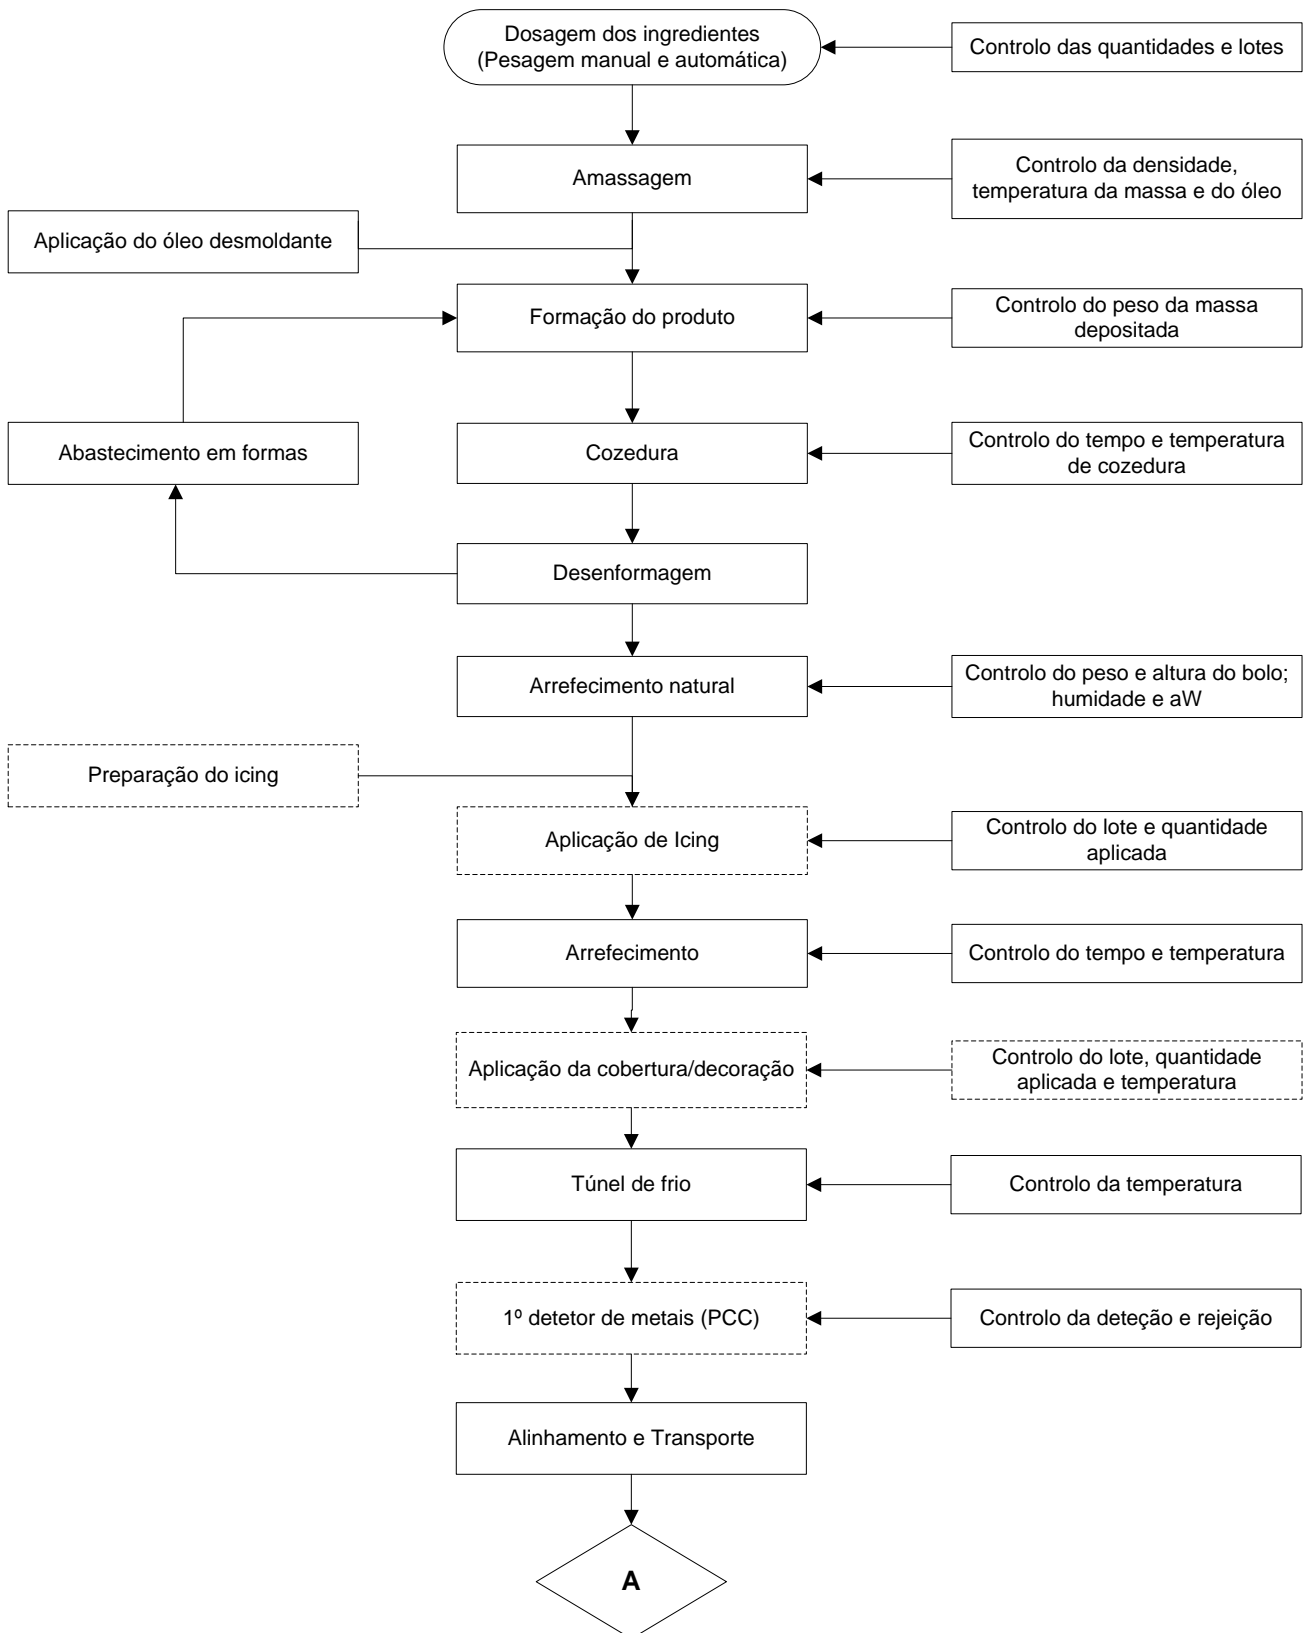 Dosagem dos ingredientes
(Pesagem manual e automática)
Controlo das quantidades e lotes
Amassagem
Controlo da densidade,
temperatura da massa e do óleo
Aplicação do óleo desmoldante
Formação do produto
Controlo do peso da massa
depositada
Abastecimento em formas
Cozedura
Controlo do tempo e temperatura
de cozedura
Desenformagem
Arrefecimento natural
Controlo do peso e altura do bolo;
humidade e aW
Preparação do icing
Aplicação de Icing
Controlo do lote e quantidade
aplicada
Arrefecimento
Controlo do tempo e temperatura
Aplicação da cobertura/decoração
Controlo do lote, quantidade
aplicada e temperatura
Túnel de frio
Controlo da temperatura
1º detetor de metais (PCC)
Controlo da deteção e rejeição
Alinhamento e Transporte
A